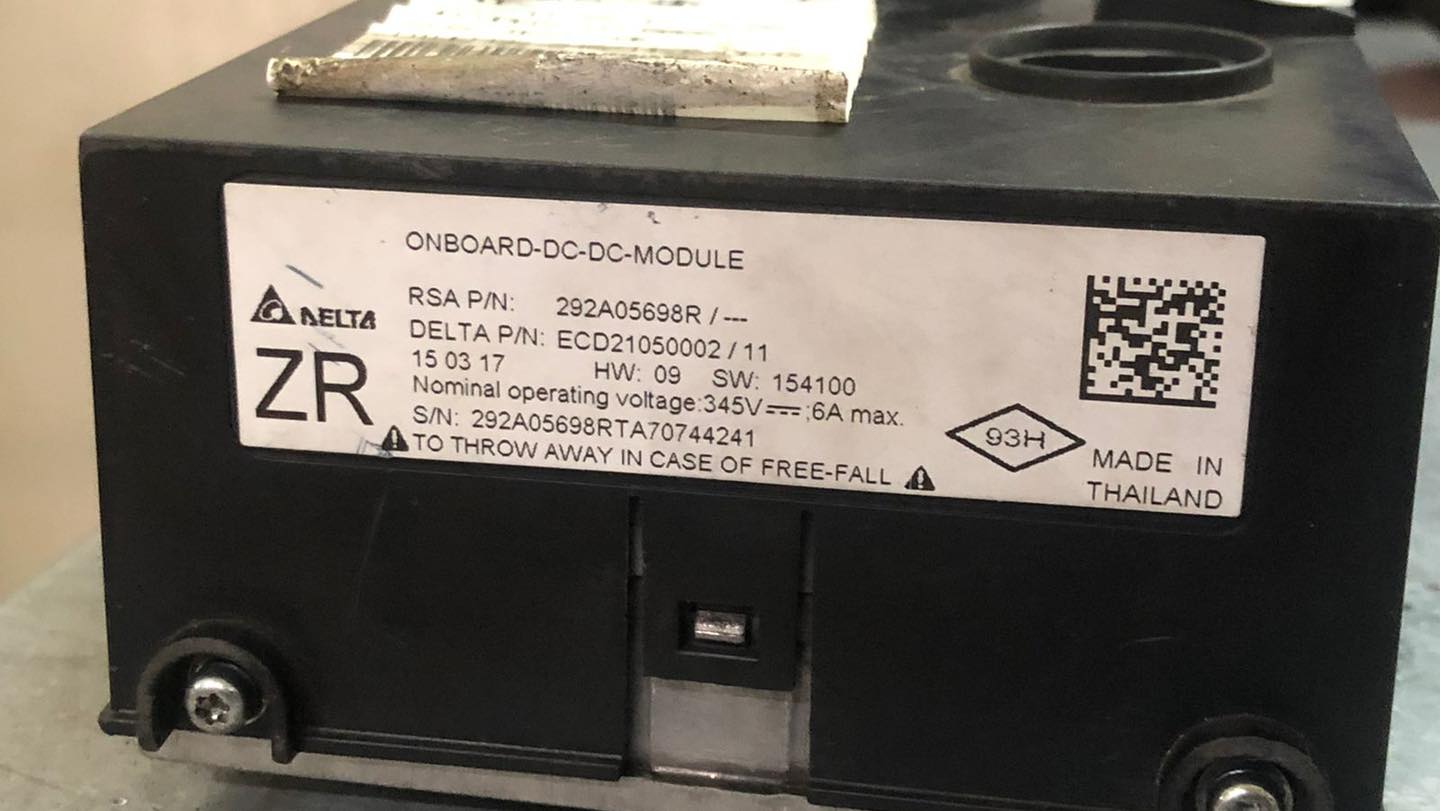 ONBOARD-DC-DC-MODULE
RSA P/N: 292A05698R / ---
DELTA
DELTA P/N: ECD21050002 / 11
15 03 17 HW: 09 SW: 154100
ZR
Nominal operating voltage:345V⎓;6A max.
S/N: 292A05698RTA70744241
TO THROW AWAY IN CASE OF FREE-FALL
93H
MADE IN
THAILAND